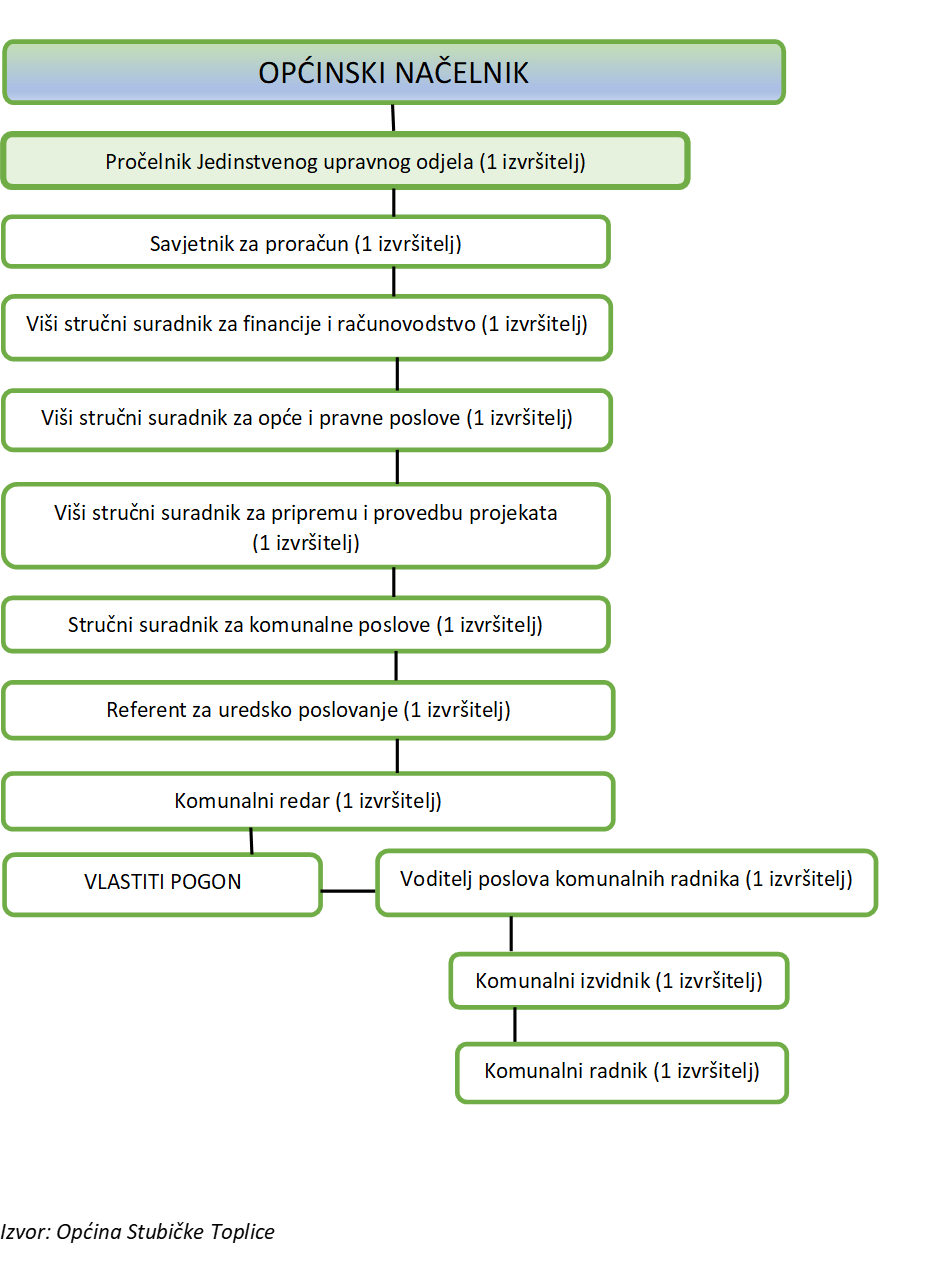 OPĆINSKI NAČELNIK
Pročelnik Jedinstvenog upravnog odjela (1 izvršitelj)
Savjetnik za proračun (1 izvršitelj)
Viši stručni suradnik za financije i računovodstvo (1 izvršitelj)
Viši stručni suradnik za opće i pravne poslove (1 izvršitelj)
Viši stručni suradnik za pripremu i provedbu projekata
(1 izvršitelj)
Stručni suradnik za komunalne poslove (1 izvršitelj)
Referent za uredsko poslovanje (1 izvršitelj)
Komunalni redar (1 izvršitelj)
VLASTITI POGON
Voditelj poslova komunalnih radnika (1 izvršitelj)
Komunalni izvidnik (1 izvršitelj)
Komunalni radnik (1 izvršitelj)
Izvor: Općina Stubičke Toplice